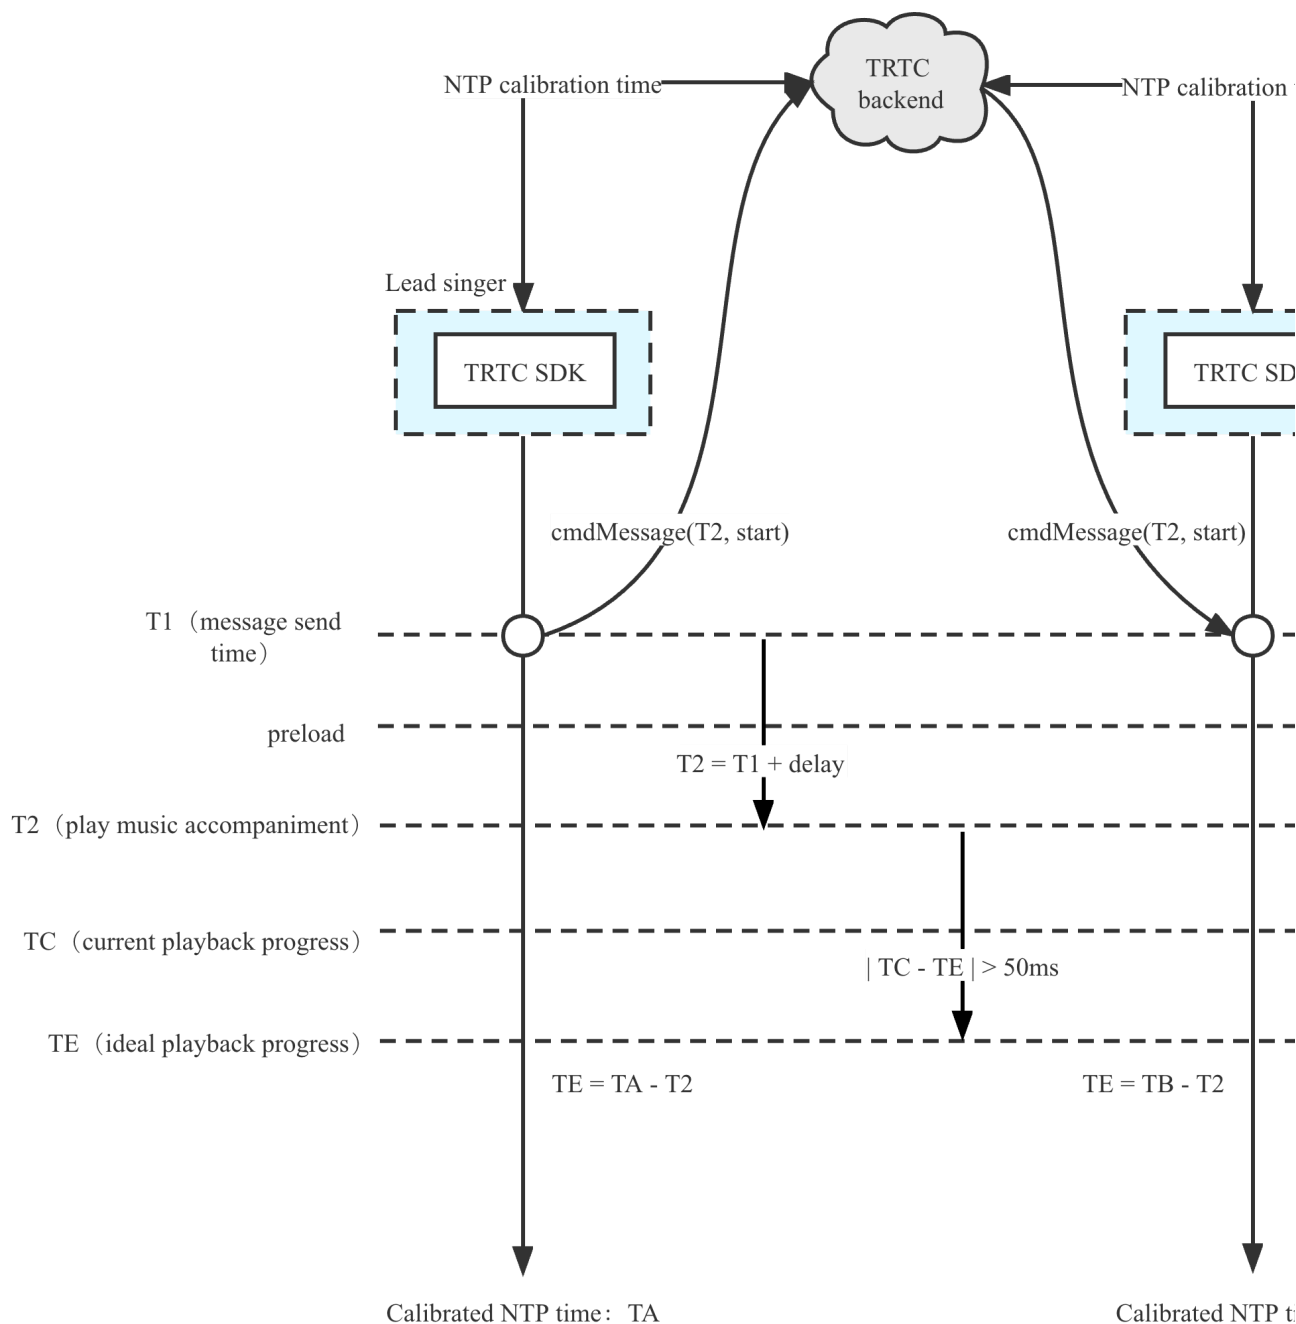 TRTC
backend
NTP calibration time
NTP calibration
Lead singer
TRTC SDK
TRTC
cmdMessage(T2, start)
cmdMessage(T2, start)
T1（message send
time）
preload
T2 = T1 + delay
T2（play music accompaniment）
TC（current playback progress）
| TC - TE | > 50ms
TE（ideal playback progress）
TE = TA - T2
TE = TB - T2
Calibrated NTP time： TA
Calibrated NTP